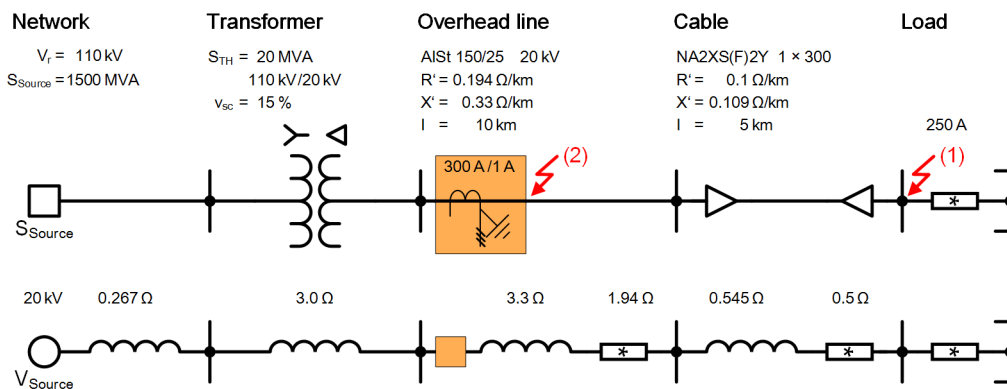 Network
Transformer
Overhead line
Cable
Load
Vr = 110 kV
SSource = 1500 MVA
STH = 20 MVA
110 kV/20 kV
vsc = 15 %
AlSt 150/25 20 kV
R‘ = 0.194 Ω/km
X‘ = 0.33 Ω/km
l = 10 km
NA2XS(F)2Y 1 × 300
R‘ = 0.1 Ω/km
X‘ = 0.109 Ω/km
l = 5 km
250 A
300 A /1 A
(2)
(1)
*
SSource
20 kV
0.267 Ω
3.0 Ω
3.3 Ω
1.94 Ω
0.545 Ω
0.5 Ω
* * *
VSource